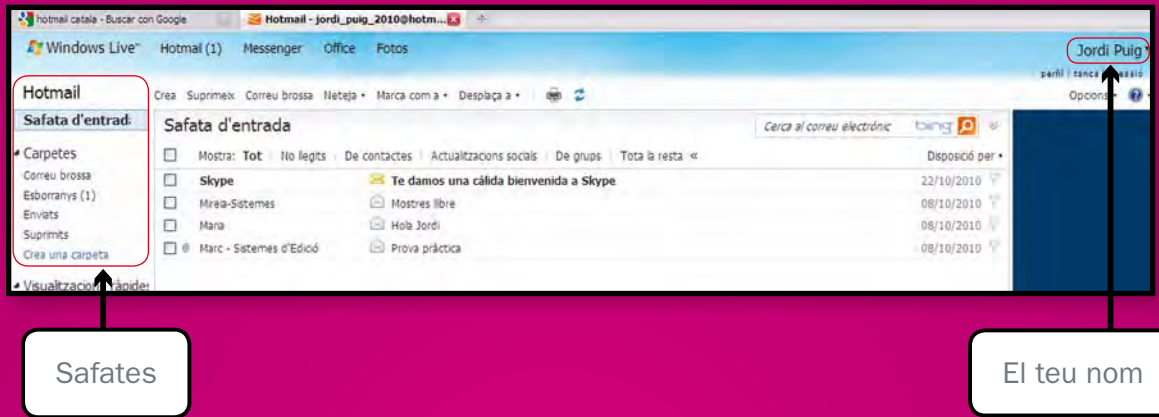 hotmail catala - Buscar con Google
Hotmail - jordi_puig_2010@hotm...
Windows Live™ Hotmail (1) Messenger Office Fotos
Jordi Puig
perfil | tanca
Hotmail
Crea Suprimeix Correu brossa Neteja Marca com a Desplaça a
Opcions
Safata d'entrad
Safata d'entrada
Cerca al correu electrònic bing
Carpetes
Mostra: Tot No llegits De contactes Actualitzacions socials De grups Tota la resta «
Disposició per
Correu brossa
Skype Te damos una cálida bienvenida a Skype 22/10/2010
Esborranys (1)
Mireia-Sistemes Mostres llibre 08/10/2010
Enviats
Maria Hola Jordi 08/10/2010
Suprimits
Marc - Sistemes d'Edició Prova pràctica 08/10/2010
Crea una carpeta
Safates
El teu nom